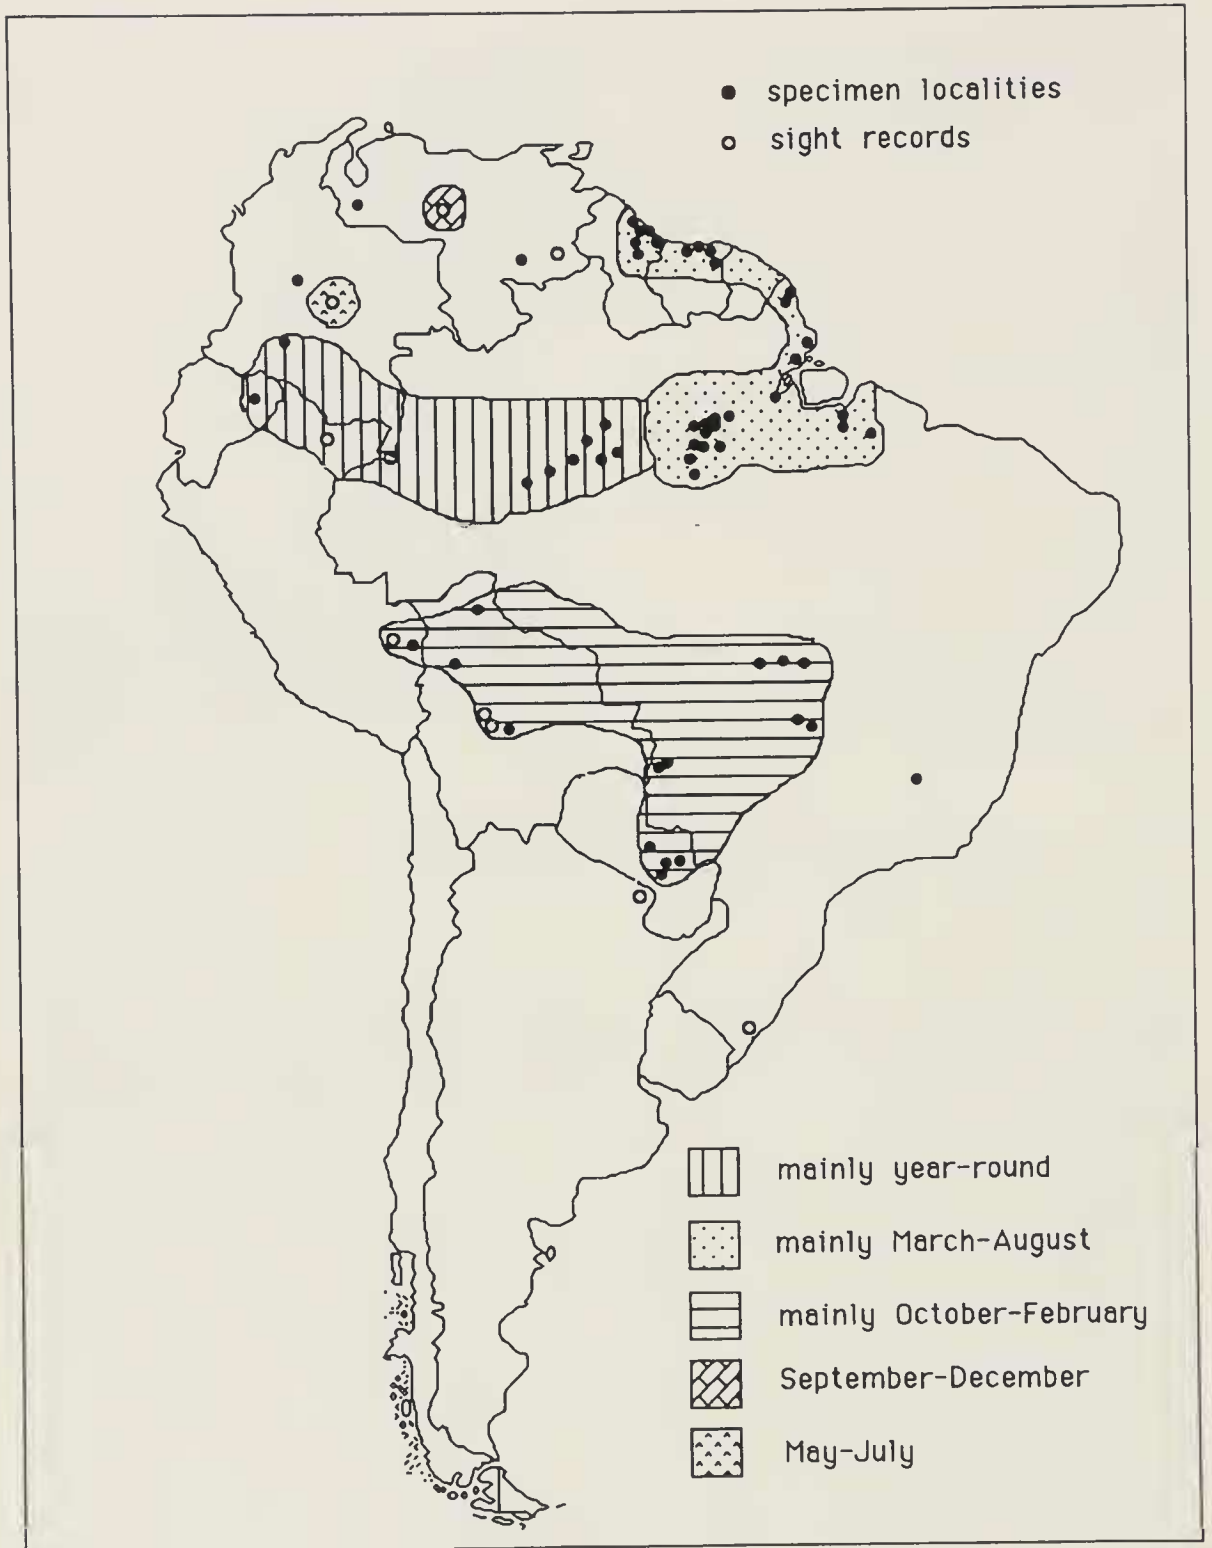 specimen localities
sight records
mainly year-round
mainly March-August
mainly October-February
September-December
May-July